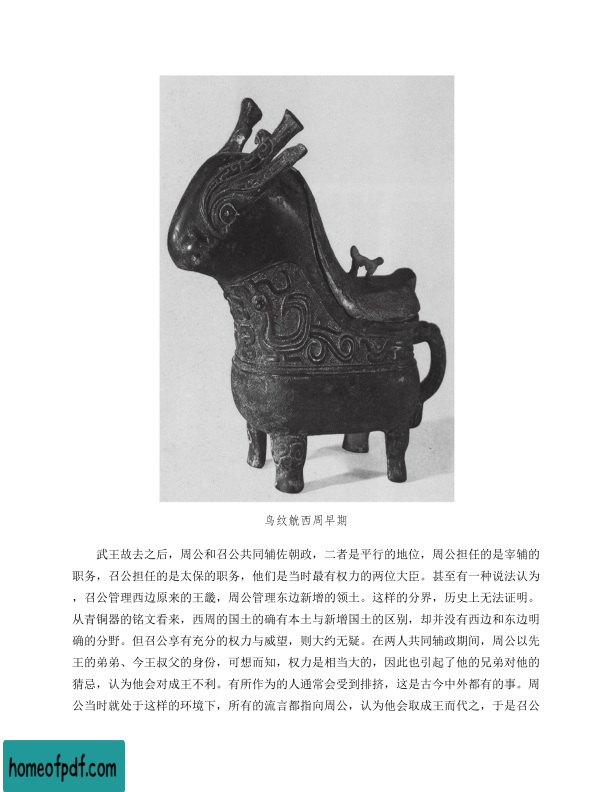 鸟纹觥西周早期
武王故去之后，周公和召公共同辅佐朝政，二者是平行的地位，周公担任的是宰辅的
职务，召公担任的是太保的职务，他们是当时最有权力的两位大臣。甚至有一种说法认为
，召公管理西边原来的王畿，周公管理东边新增的领土。这样的分界，历史上无法证明。
从青铜器的铭文看来，西周的国土的确有本土与新增国土的区别，却并没有西边和东边明
确的分野。但召公享有充分的权力与威望，则大约无疑。在两人共同辅政期间，周公以先
王的弟弟、今王叔父的身份，可想而知，权力是相当大的，因此也引起了他的兄弟对他的
猜忌，认为他会对成王不利。有所作为的人通常会受到排挤，这是古今中外都有的事。周
公当时就处于这样的环境下，所有的流言都指向周公，认为他会取成王而代之，于是召公
homeofpdf.com